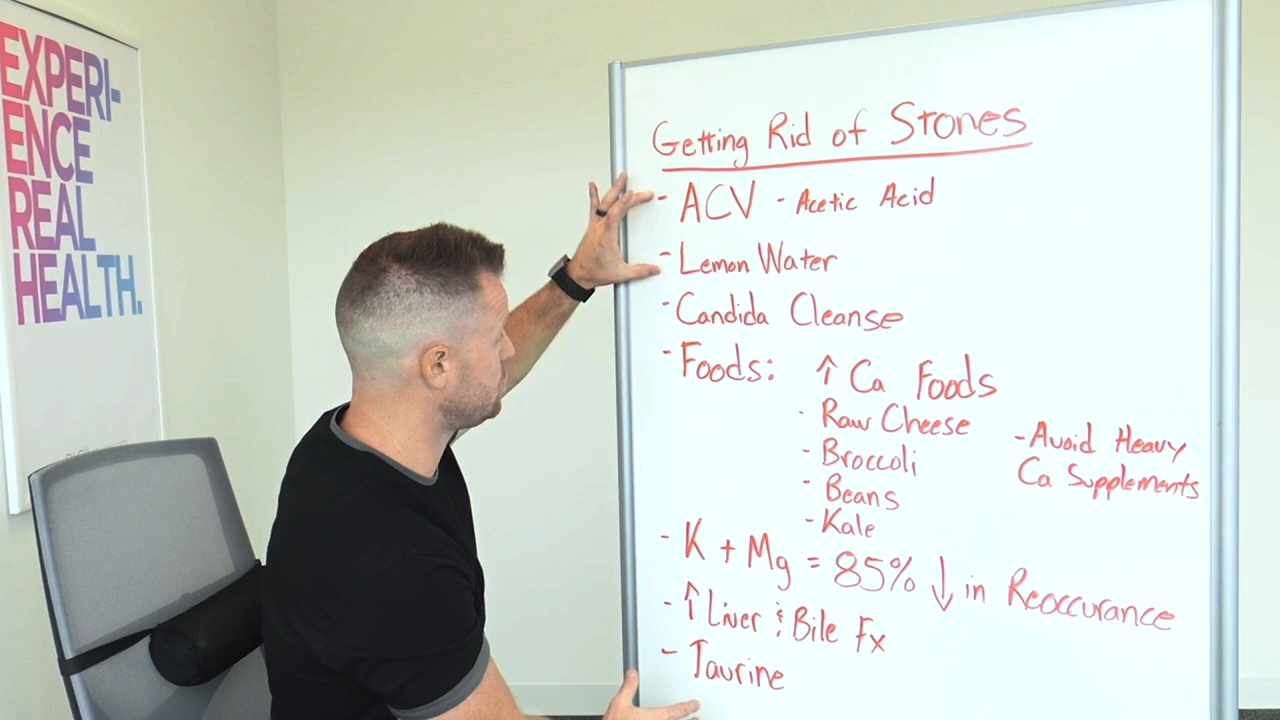 EXPERI-
ENCE
REAL
HEALTH.
Getting Rid of Stones
- ACV - Acetic Acid
- Lemon Water
- Candida Cleanse
- Foods: ↑ Ca Foods
- Raw Cheese
- Broccoli
- Beans
- Kale
- Avoid Heavy
Ca Supplements
- K + Mg = 85% ↓ in Reoccurance
- ↑ Liver & Bile Fx
- Taurine